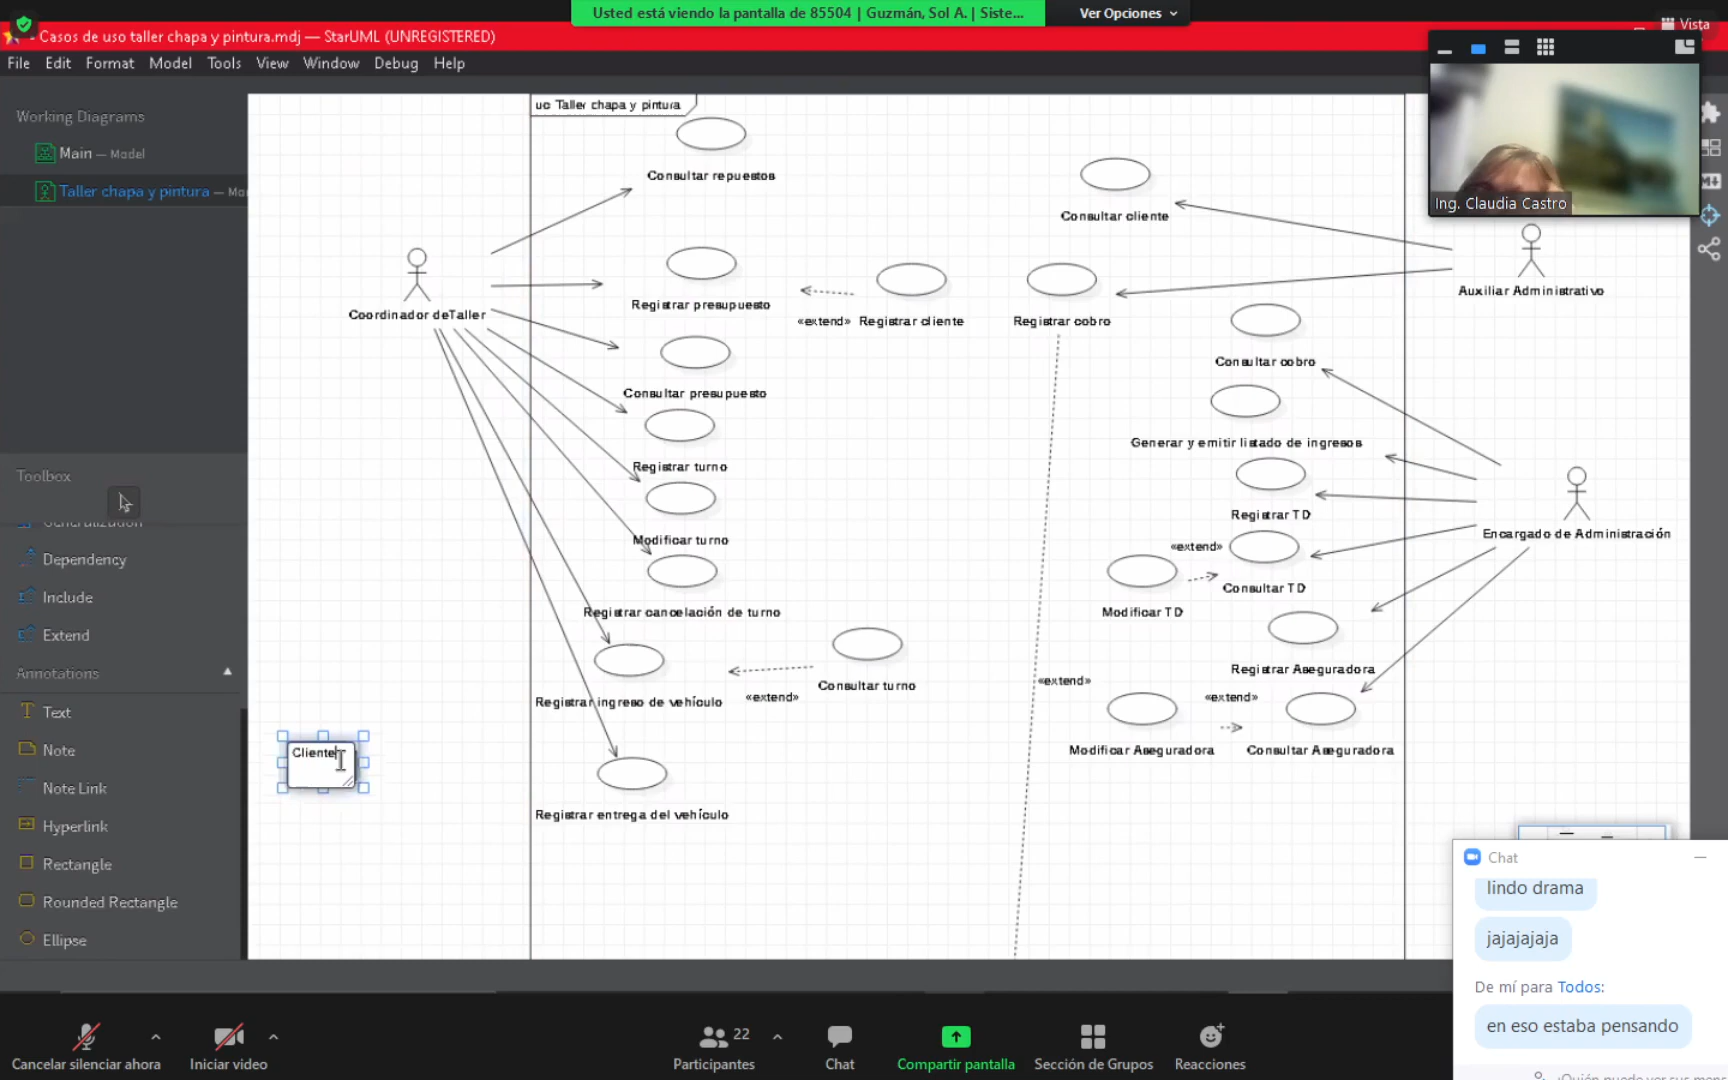 Usted está viendo la pantalla de 85504 | Guzmán, Sol A. | Siste...
Ver Opciones
Vista
Casos de uso taller chapa y pintura.mdj — StarUML (UNREGISTERED)
File Edit Format Model Tools View Window Debug Help
Working Diagrams
Main — Model
Taller chapa y pintura — Mo
Toolbox
Generalization
Dependency
Include
Extend
Annotations
Text
Note
Note Link
Hyperlink
Rectangle
Rounded Rectangle
Ellipse
uc Taller chapa y pintura
Consultar repuestos
Consultar cliente
Ing. Claudia Castro
Coordinador deTaller
Registrar presupuesto
«extend»
Registrar cliente
Registrar cobro
Auxiliar Administrativo
Consultar cobro
Consultar presupuesto
Generar y emitir listado de ingresos
Registrar turno
Registrar TD
Modificar turno
«extend»
Encargado de Administración
Consultar TD
Registrar cancelación de turno
Modificar TD
Registrar Aseguradora
Consultar turno
«extend»
«extend»
Registrar ingreso de vehículo
«extend»
Modificar Aseguradora
Consultar Aseguradora
Cliente
Registrar entrega del vehículo
Chat
lindo drama
jajajajaja
De mí para Todos:
en eso estaba pensando
Cancelar silenciar ahora
Iniciar video
22
Participantes
Chat
Compartir pantalla
Sección de Grupos
Reacciones